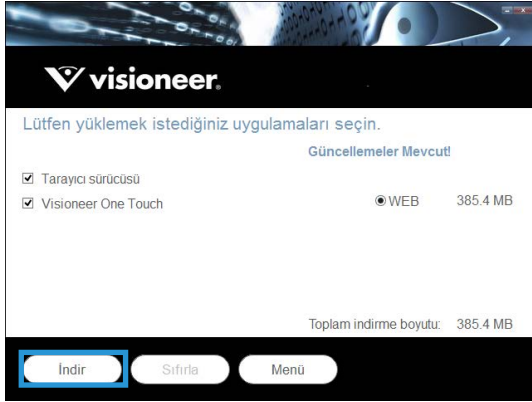 visioneer®
Lütfen yüklemek istediğiniz uygulamaları seçin.
Güncellemeler Mevcut!
Tarayıcı sürücüsü
Visioneer One Touch WEB 385.4 MB
Toplam indirme boyutu: 385.4 MB
İndir Sıfırla Menü